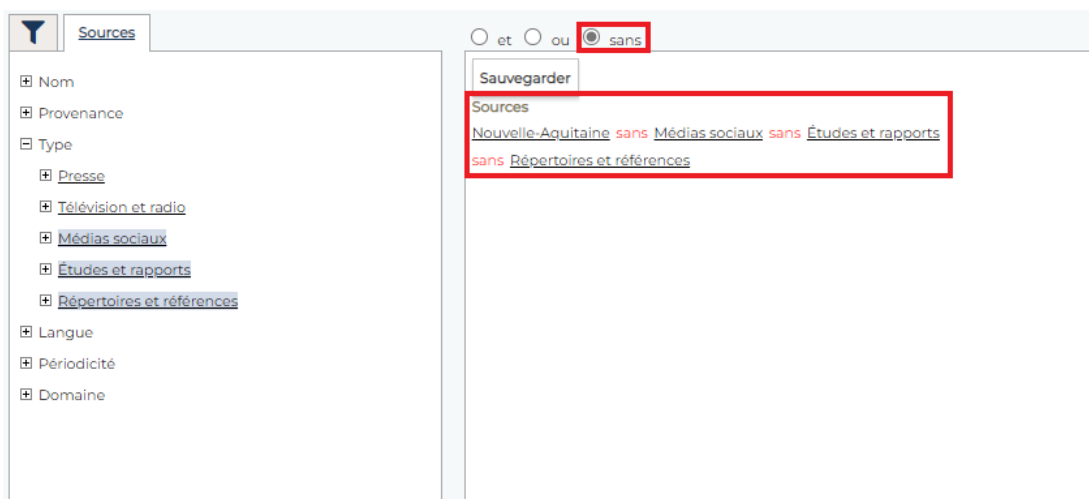 Sources
Nom
Provenance
Type
Presse
Télévision et radio
Médias sociaux
Études et rapports
Répertoires et références
Langue
Périodicité
Domaine
et ou sans
Sauvegarder
Sources
Nouvelle-Aquitaine sans Médias sociaux sans Études et rapports
sans Répertoires et références